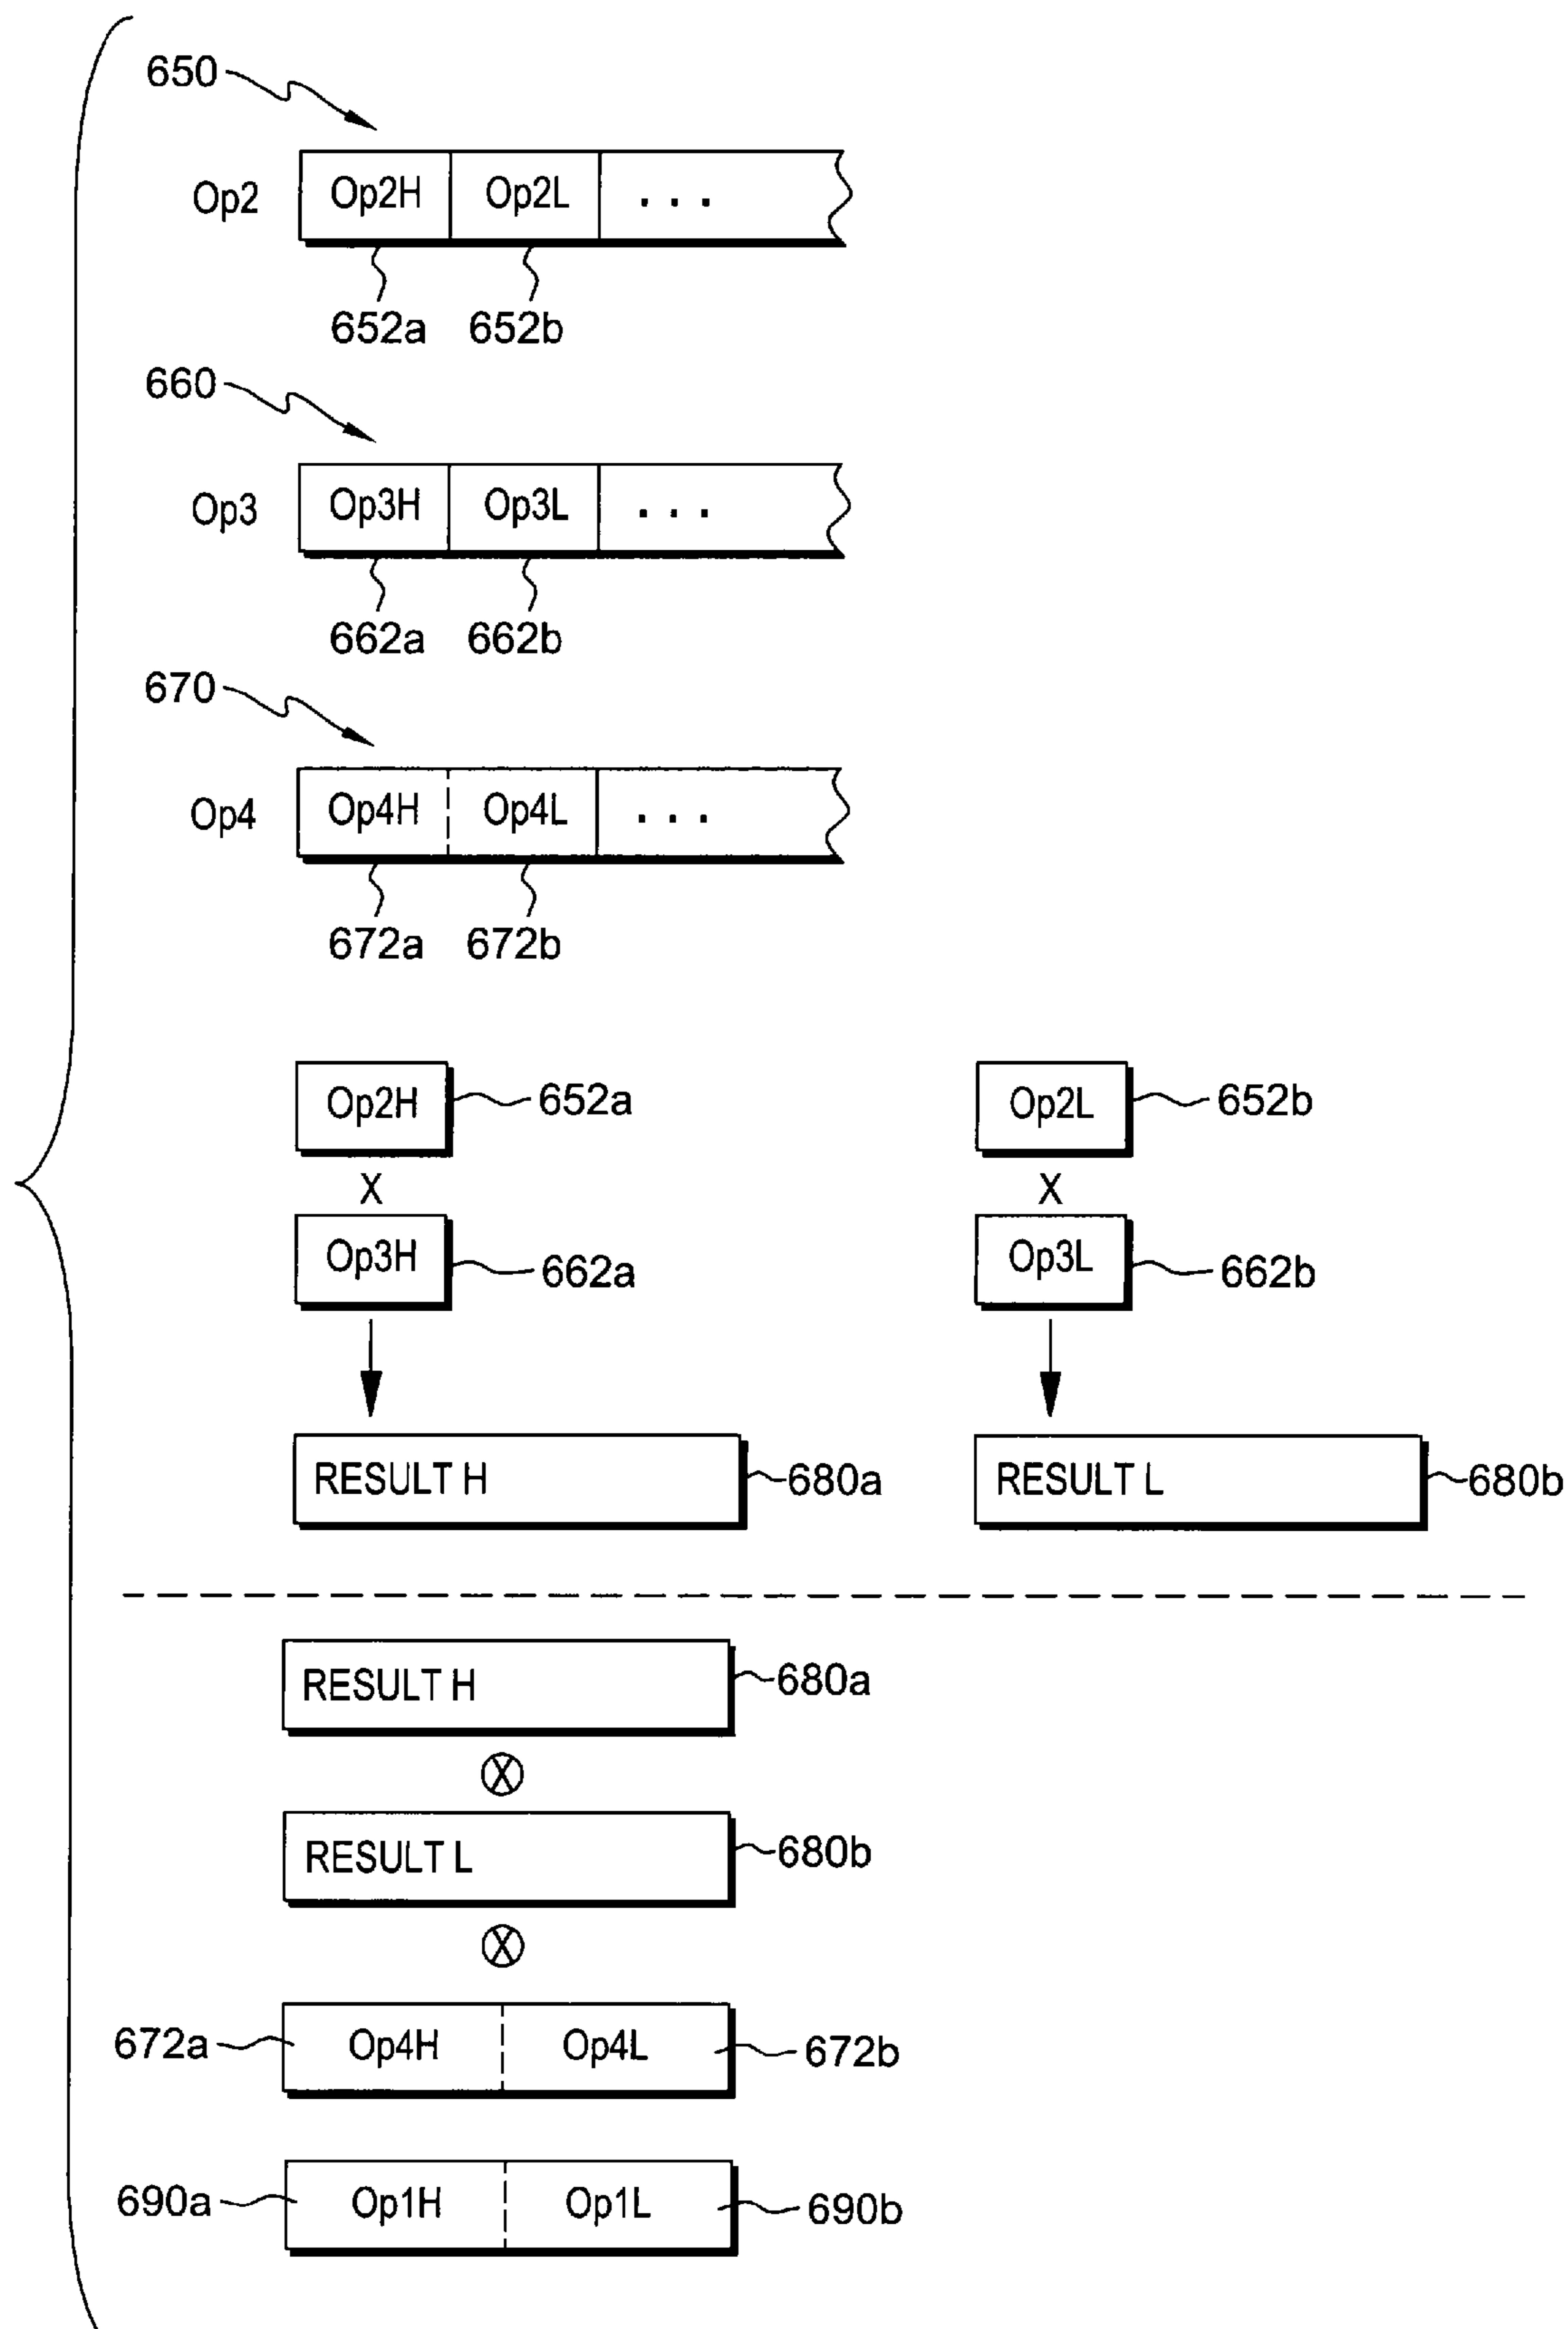 650
Op2 Op2H Op2L ...
652a 652b
660
Op3 Op3H Op3L ...
662a 662b
670
Op4 Op4H Op4L ...
672a 672b
Op2H 652a Op2L 652b
X X
Op3H 662a Op3L 662b
RESULT H 680a RESULT L 680b
RESULT H 680a
X
RESULT L 680b
X
672a Op4H Op4L 672b
690a Op1H Op1L 690b